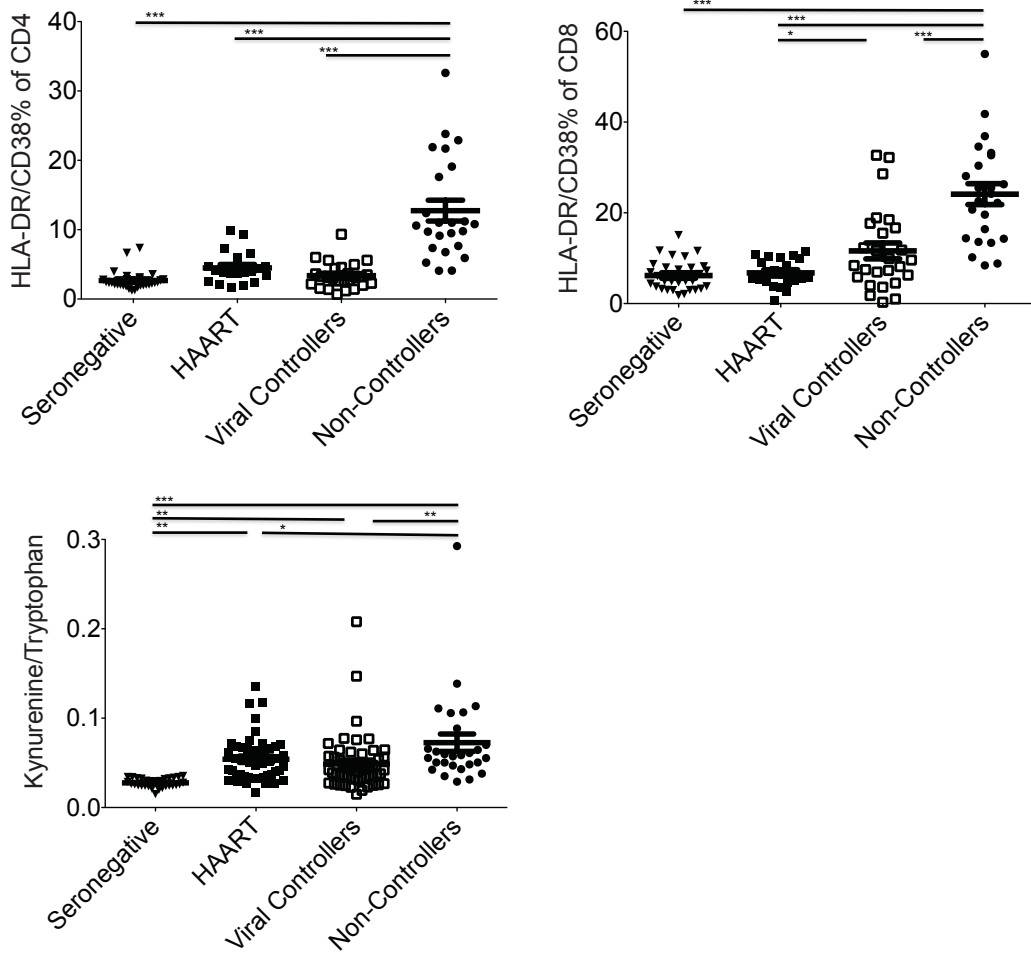 HLA-DR/CD38% of CD4
40
30
20
10
0
***
***
***
Seronegative
HAART
Viral Controllers
Non-Controllers
HLA-DR/CD38% of CD8
60
40
20
0
***
***
*
***
Seronegative
HAART
Viral Controllers
Non-Controllers
Kynurenine/Tryptophan
0.3
0.2
0.1
0.0
***
**
**
**
*
Seronegative
HAART
Viral Controllers
Non-Controllers